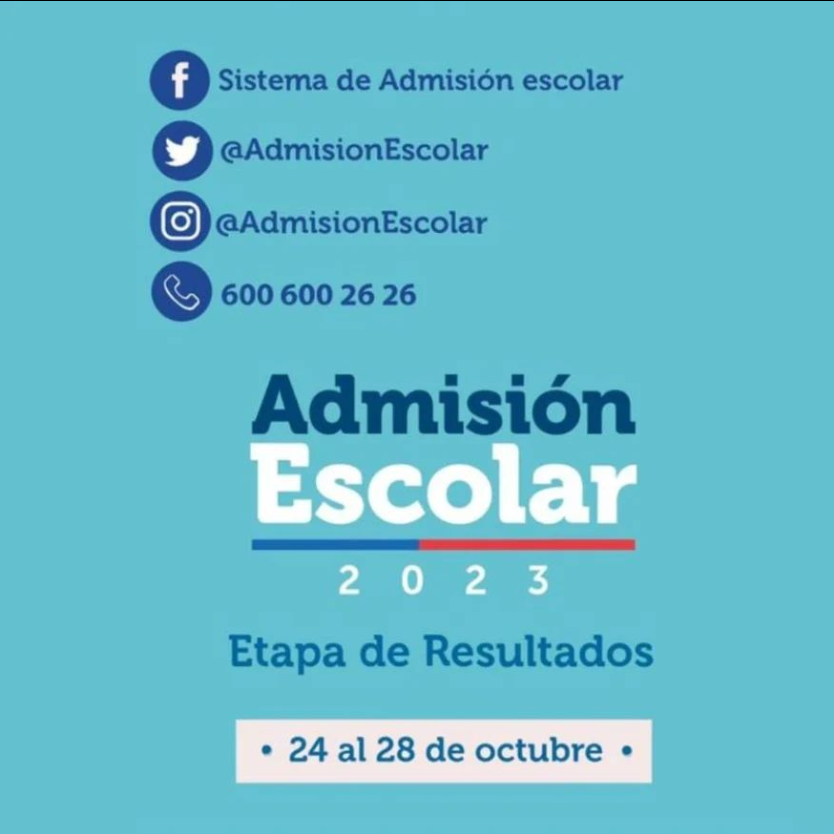 Sistema de Admisión escolar
@AdmisionEscolar
@AdmisionEscolar
600 600 26 26
Admisión
Escolar
2023
Etapa de Resultados
• 24 al 28 de octubre •